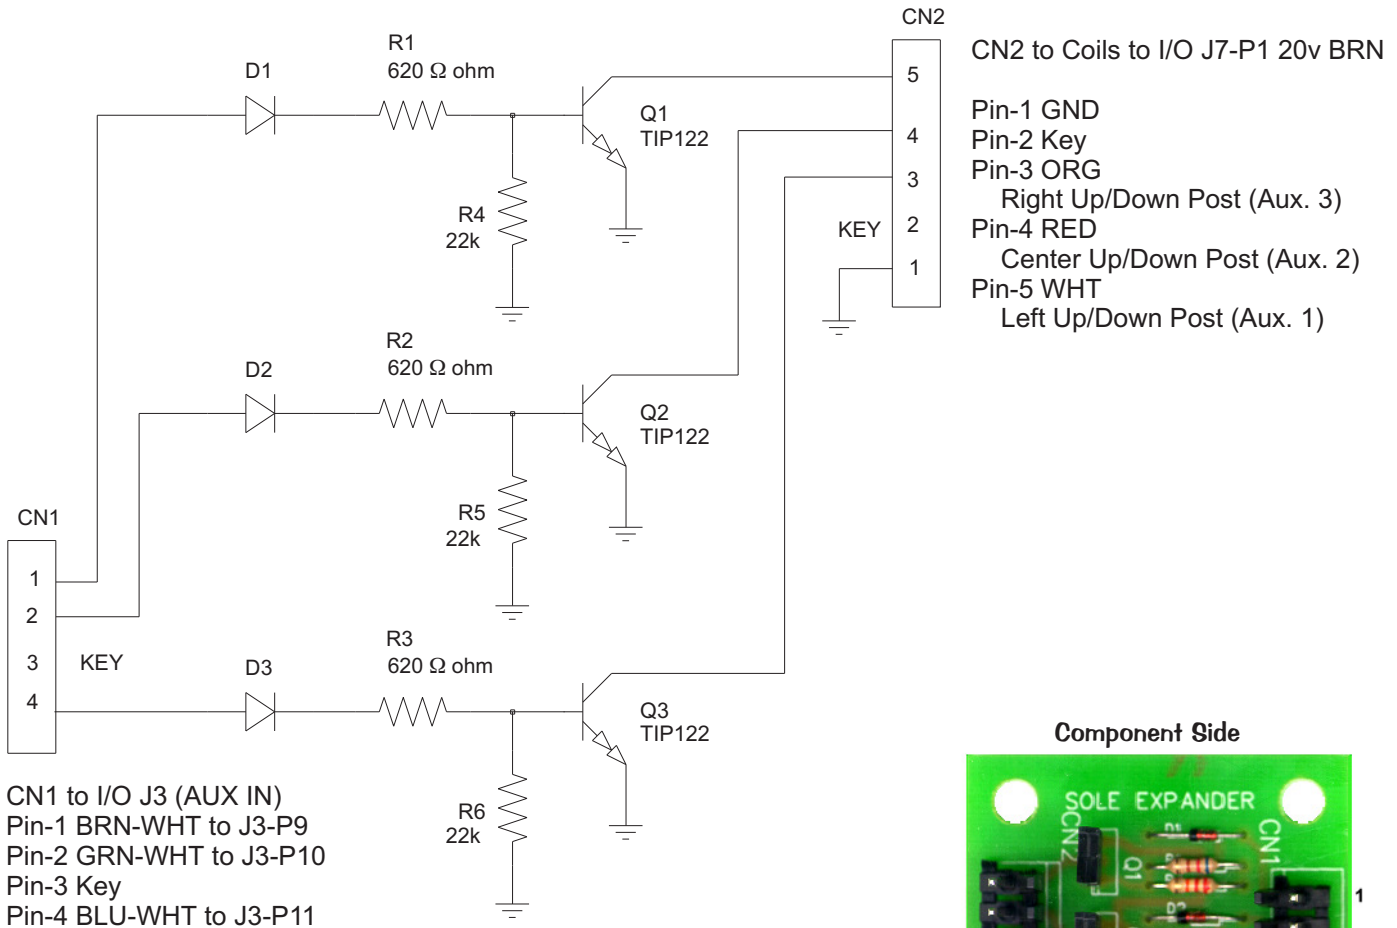 CN2
R1
620 Ω ohm
D1
Q1
TIP122
R4
22k
5
4
3
KEY 2
1
CN2 to Coils to I/O J7-P1 20v BRN
Pin-1 GND
Pin-2 Key
Pin-3 ORG
Right Up/Down Post (Aux. 3)
Pin-4 RED
Center Up/Down Post (Aux. 2)
Pin-5 WHT
Left Up/Down Post (Aux. 1)
R2
620 Ω ohm
D2
Q2
TIP122
R5
22k
CN1
1
2
3 KEY
4
R3
620 Ω ohm
D3
Q3
TIP122
R6
22k
CN1 to I/O J3 (AUX IN)
Pin-1 BRN-WHT to J3-P9
Pin-2 GRN-WHT to J3-P10
Pin-3 Key
Pin-4 BLU-WHT to J3-P11
Component Side
SOLE EXPANDER
CN2
Q1
CN1
1